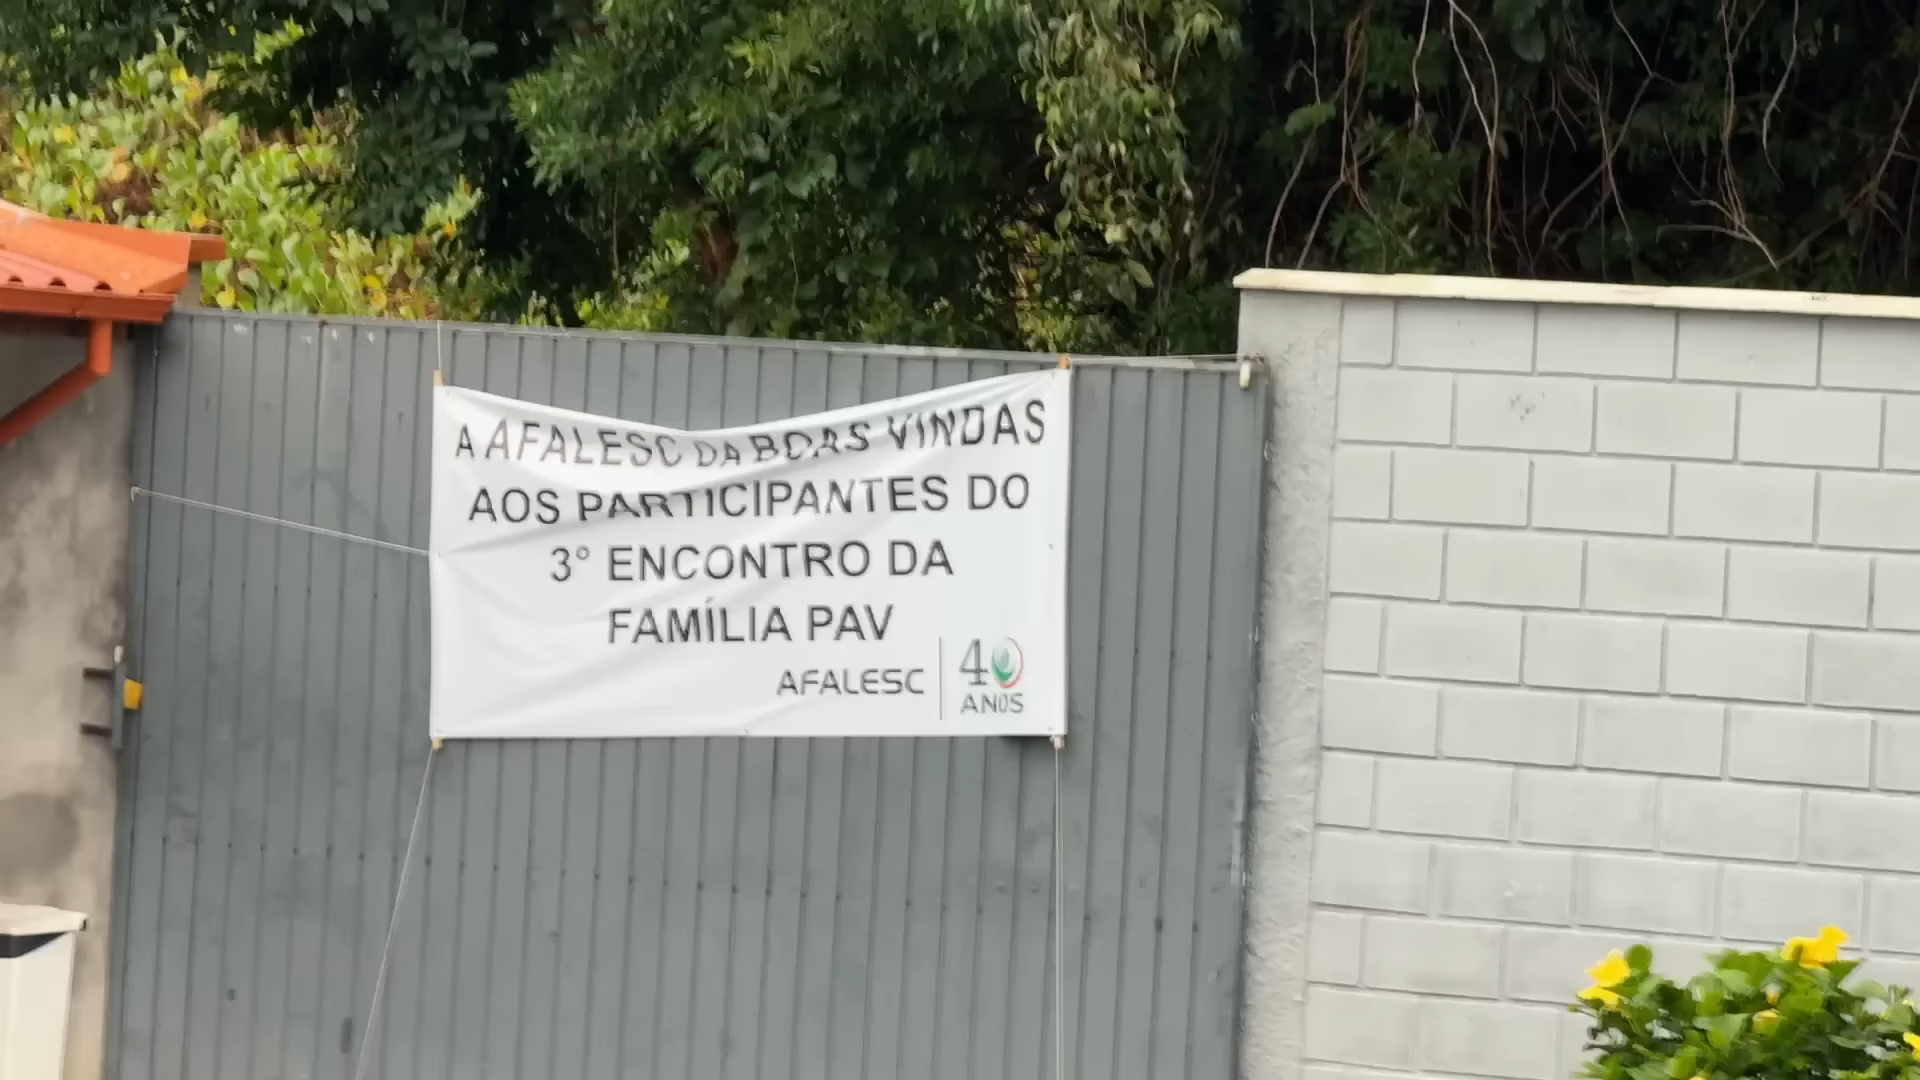 A AFALESC DA BOAS VINDAS
AOS PARTICIPANTES DO
3° ENCONTRO DA
FAMÍLIA PAV
AFALESC
40
ANOS